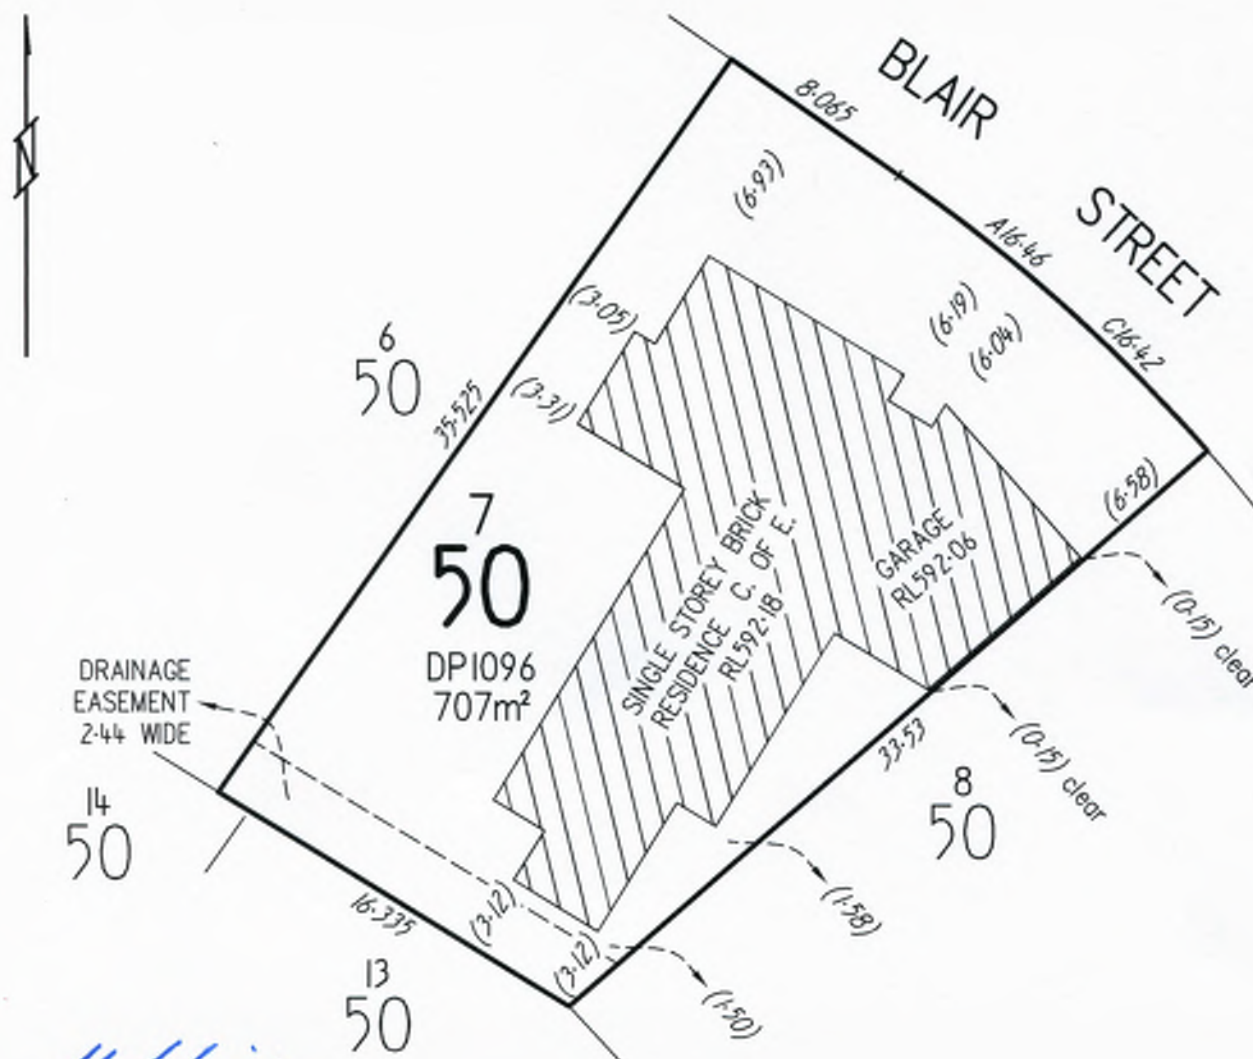 N
BLAIR
STREET
8·065
A16·46
C16·42
(6·93)
(6·19)
(6·04)
(6·58)
(3·05)
(3·31)
6
50
35·525
7
50
DP1096
707m²
SINGLE STOREY BRICK
RESIDENCE C. OF E.
RL592·18
GARAGE
RL592·06
(0·15) clear
(0·15) clear
DRAINAGE
EASEMENT
2·44 WIDE
33·53
8
50
14
50
16·335
(3·12)
(3·12)
(1·58)
(1·50)
13
50